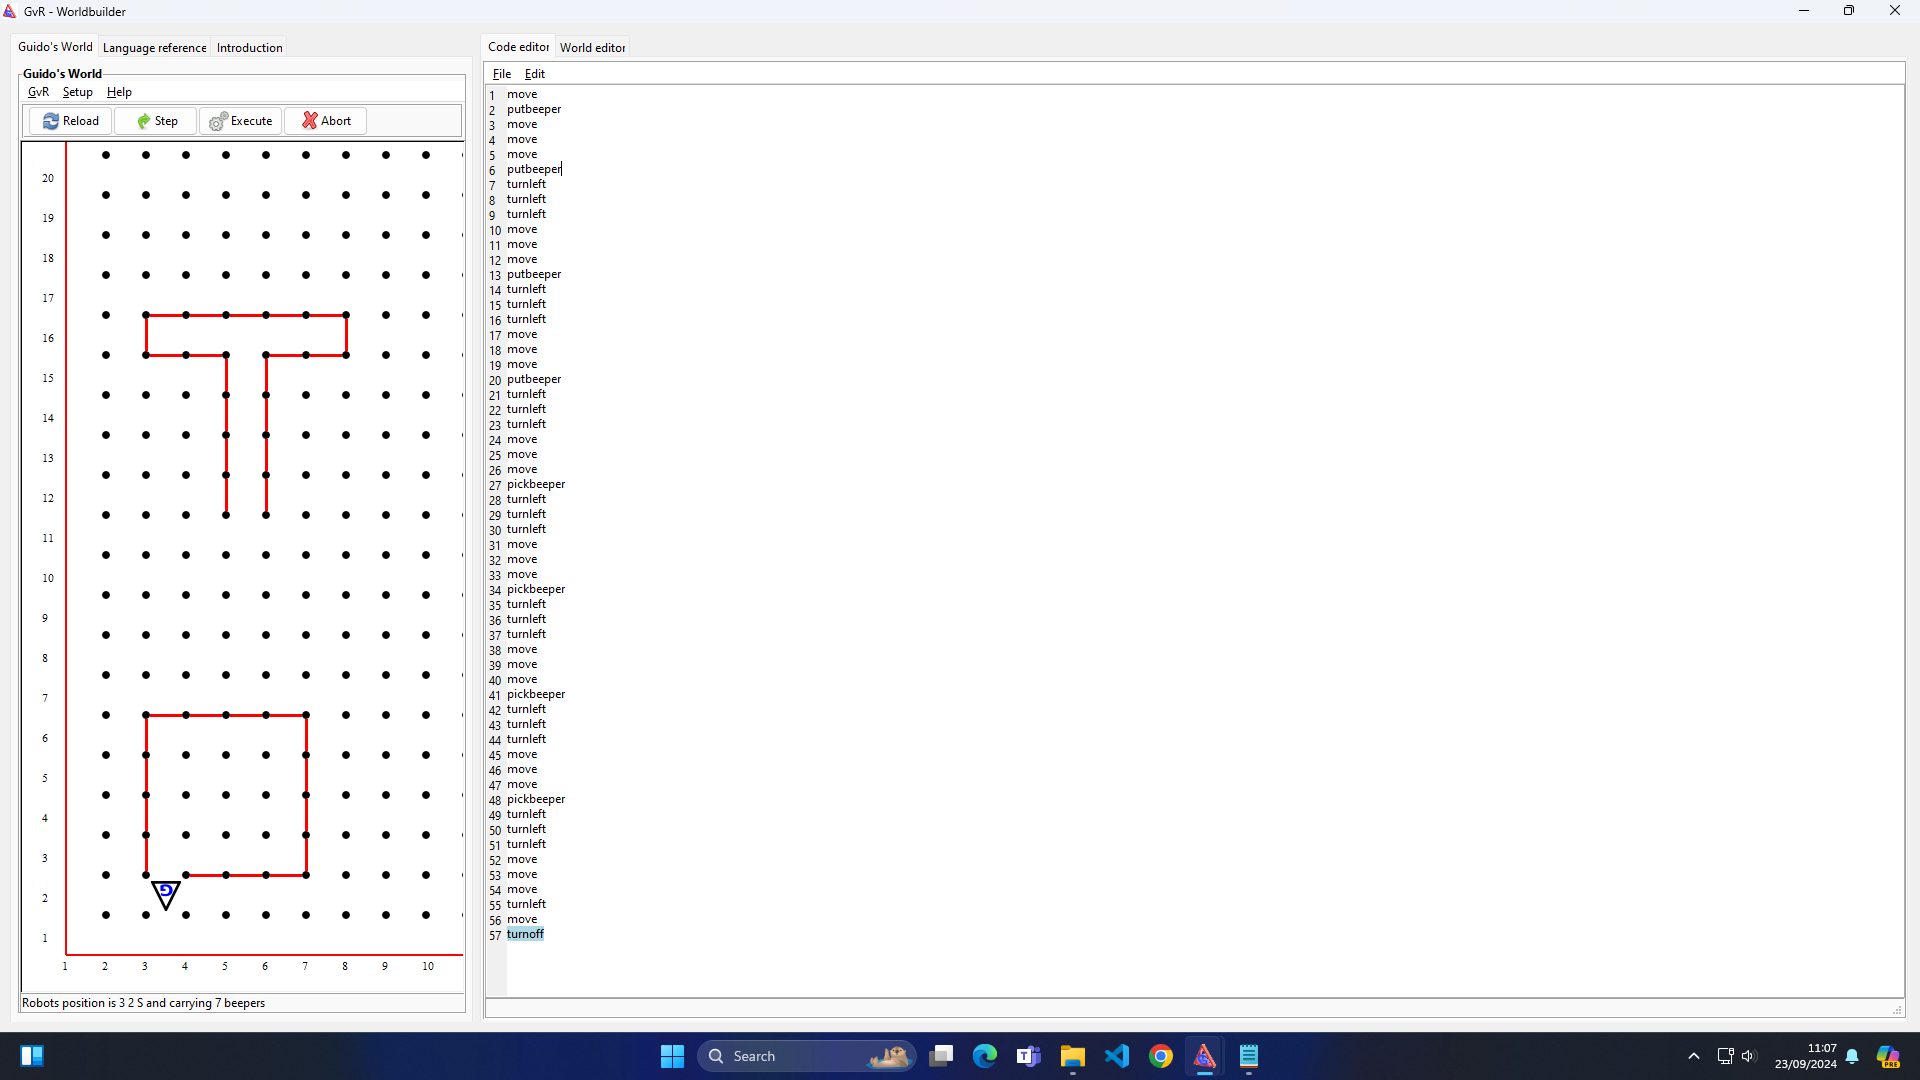 GvR - Worldbuilder
Guido's World Language reference Introduction
Guido's World
GvR Setup Help
Reload Step Execute Abort
20
19
18
17
16
15
14
13
12
11
10
9
8
7
6
5
4
3
2
1
G
1 2 3 4 5 6 7 8 9 10
Robots position is 3 2 S and carrying 7 beepers
Code editor World editor
File Edit
1 move
2 putbeeper
3 move
4 move
5 move
6 putbeeper
7 turnleft
8 turnleft
9 turnleft
10 move
11 move
12 move
13 putbeeper
14 turnleft
15 turnleft
16 turnleft
17 move
18 move
19 move
20 putbeeper
21 turnleft
22 turnleft
23 turnleft
24 move
25 move
26 move
27 pickbeeper
28 turnleft
29 turnleft
30 turnleft
31 move
32 move
33 move
34 pickbeeper
35 turnleft
36 turnleft
37 turnleft
38 move
39 move
40 move
41 pickbeeper
42 turnleft
43 turnleft
44 turnleft
45 move
46 move
47 move
48 pickbeeper
49 turnleft
50 turnleft
51 turnleft
52 move
53 move
54 move
55 turnleft
56 move
57 turnoff
Search
11:07
23/09/2024
PRE